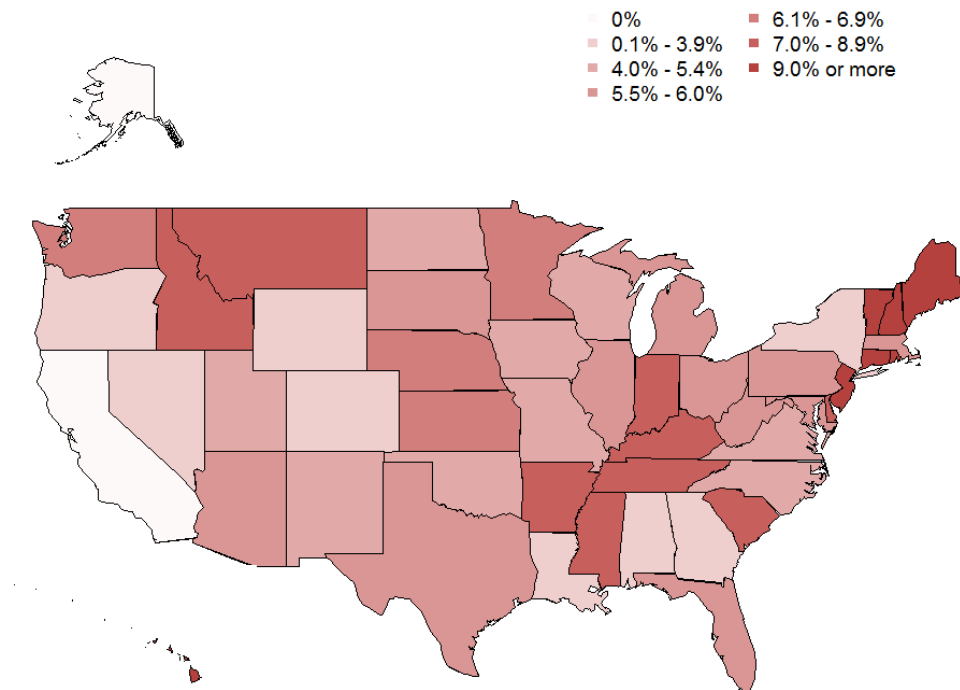 0%
0.1% - 3.9%
4.0% - 5.4%
5.5% - 6.0%
6.1% - 6.9%
7.0% - 8.9%
9.0% or more